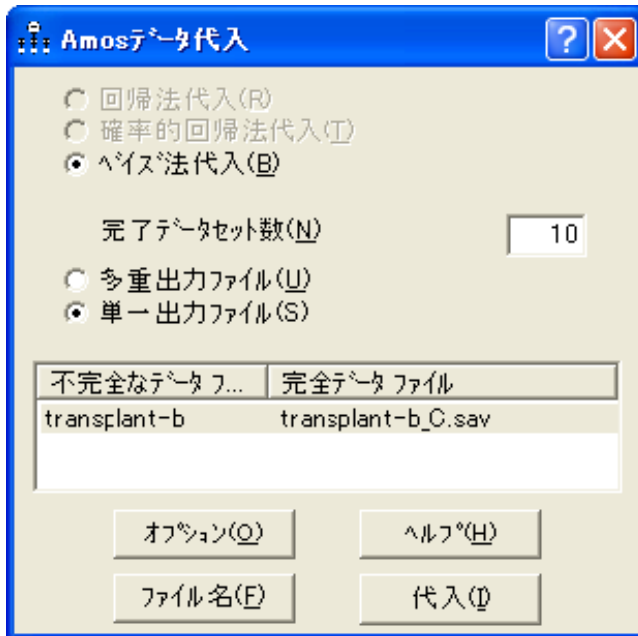 Amosﾃﾞｰﾀ代入
回帰法代入(R)
確率的回帰法代入(T)
ﾍﾞｲｽﾞ法代入(B)
完了ﾃﾞｰﾀｾｯﾄ数(N) 10
多重出力ﾌｧｲﾙ(U)
単一出力ﾌｧｲﾙ(S)
不完全なﾃﾞｰﾀ ﾌ... 完全ﾃﾞｰﾀ ﾌｧｲﾙ
transplant-b transplant-b_C.sav
ｵﾌﾟｼｮﾝ(O) ﾍﾙﾌﾟ(H)
ﾌｧｲﾙ名(F) 代入(I)